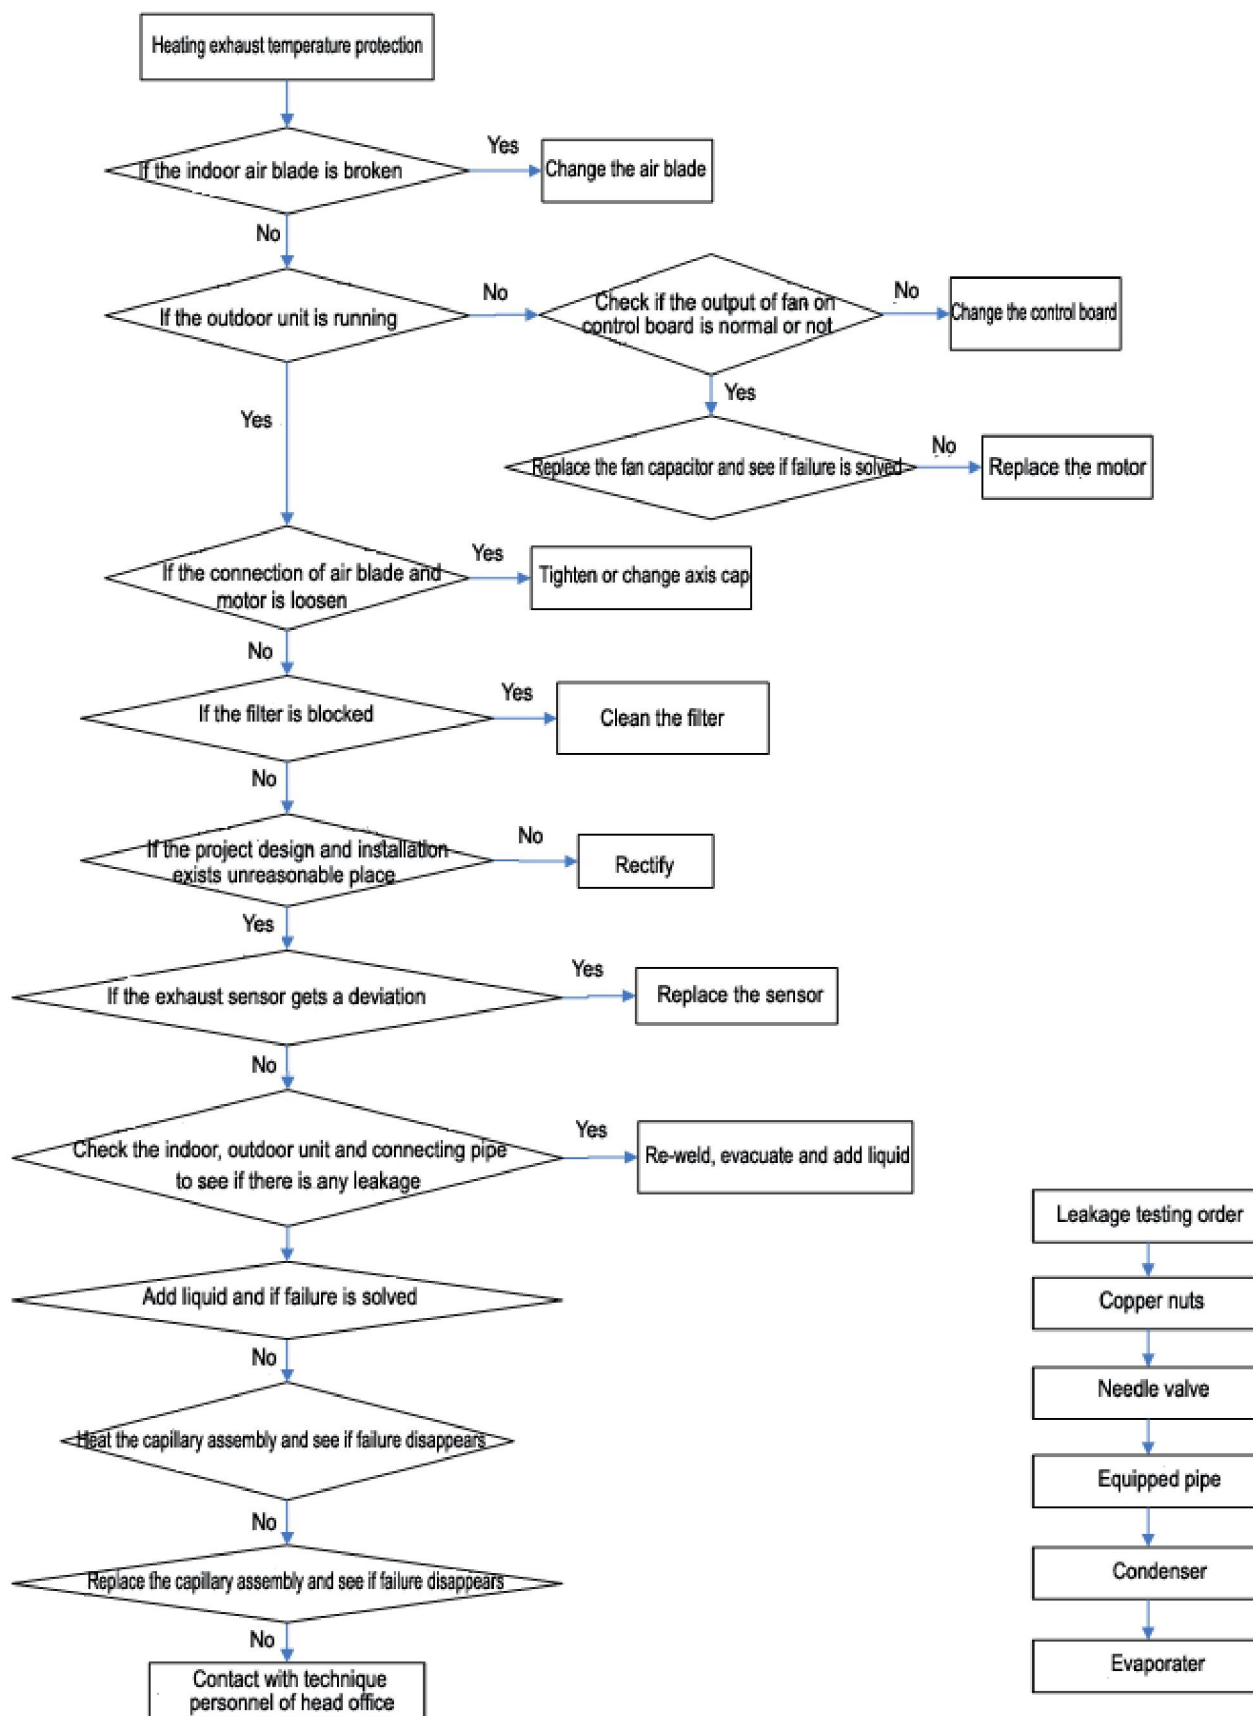 Heating exhaust temperature protection
If the indoor air blade is broken
Yes
Change the air blade
No
If the outdoor unit is running
No
Check if the output of fan on
control board is normal or not
No
Change the control board
Yes
Yes
Replace the fan capacitor and see if failure is solved
No
Replace the motor
If the connection of air blade and
motor is loosen
Yes
Tighten or change axis cap
No
If the filter is blocked
Yes
Clean the filter
No
If the project design and installation
exists unreasonable place
No
Rectify
Yes
If the exhaust sensor gets a deviation
Yes
Replace the sensor
No
Check the indoor, outdoor unit and connecting pipe
to see if there is any leakage
Yes
Re-weld, evacuate and add liquid
Add liquid and if failure is solved
No
Heat the capillary assembly and see if failure disappears
No
Replace the capillary assembly and see if failure disappears
No
Contact with technique
personnel of head office
Leakage testing order
Copper nuts
Needle valve
Equipped pipe
Condenser
Evaporater